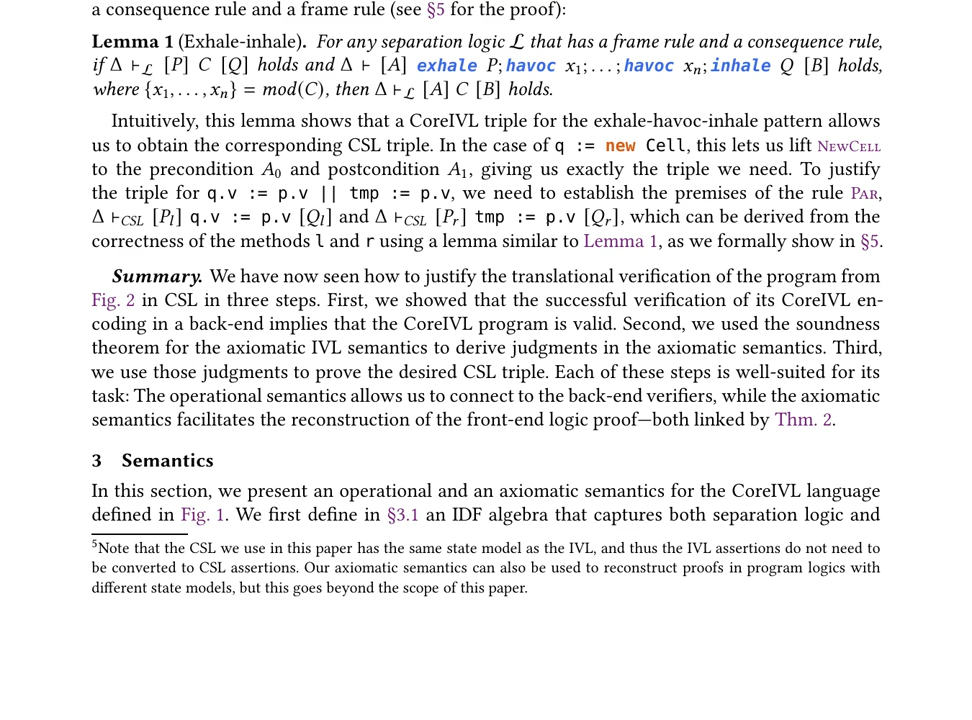 a consequence rule and a frame rule (see §5 for the proof):
Lemma 1 (Exhale-inhale). For any separation logic ℒ that has a frame rule and a consequence rule,
if Δ ⊢ℒ [P] C [Q] holds and Δ ⊢ [A] exhale P; havoc x₁; . . . ; havoc xₙ; inhale Q [B] holds,
where {x₁, . . . , xₙ} = mod(C), then Δ ⊢ℒ [A] C [B] holds.
Intuitively, this lemma shows that a CoreIVL triple for the exhale-havoc-inhale pattern allows
us to obtain the corresponding CSL triple. In the case of q := new Cell, this lets us lift NewCell
to the precondition A₀ and postcondition A₁, giving us exactly the triple we need. To justify
the triple for q.v := p.v || tmp := p.v, we need to establish the premises of the rule Par,
Δ ⊢CSL [Pₗ] q.v := p.v [Qₗ] and Δ ⊢CSL [Pᵣ] tmp := p.v [Qᵣ], which can be derived from the
correctness of the methods l and r using a lemma similar to Lemma 1, as we formally show in §5.
Summary. We have now seen how to justify the translational verification of the program from
Fig. 2 in CSL in three steps. First, we showed that the successful verification of its CoreIVL en-
coding in a back-end implies that the CoreIVL program is valid. Second, we used the soundness
theorem for the axiomatic IVL semantics to derive judgments in the axiomatic semantics. Third,
we use those judgments to prove the desired CSL triple. Each of these steps is well-suited for its
task: The operational semantics allows us to connect to the back-end verifiers, while the axiomatic
semantics facilitates the reconstruction of the front-end logic proof—both linked by Thm. 2.
3 Semantics
In this section, we present an operational and an axiomatic semantics for the CoreIVL language
defined in Fig. 1. We first define in §3.1 an IDF algebra that captures both separation logic and
⁵Note that the CSL we use in this paper has the same state model as the IVL, and thus the IVL assertions do not need to
be converted to CSL assertions. Our axiomatic semantics can also be used to reconstruct proofs in program logics with
different state models, but this goes beyond the scope of this paper.